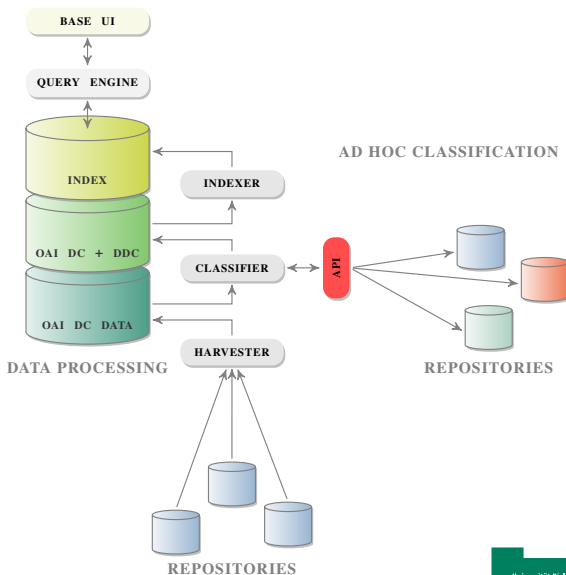 BASE UI
QUERY ENGINE
INDEX
INDEXER
AD HOC CLASSIFICATION
OAI DC + DDC
CLASSIFIER
API
OAI DC DATA
HARVESTER
DATA PROCESSING
REPOSITORIES
REPOSITORIES